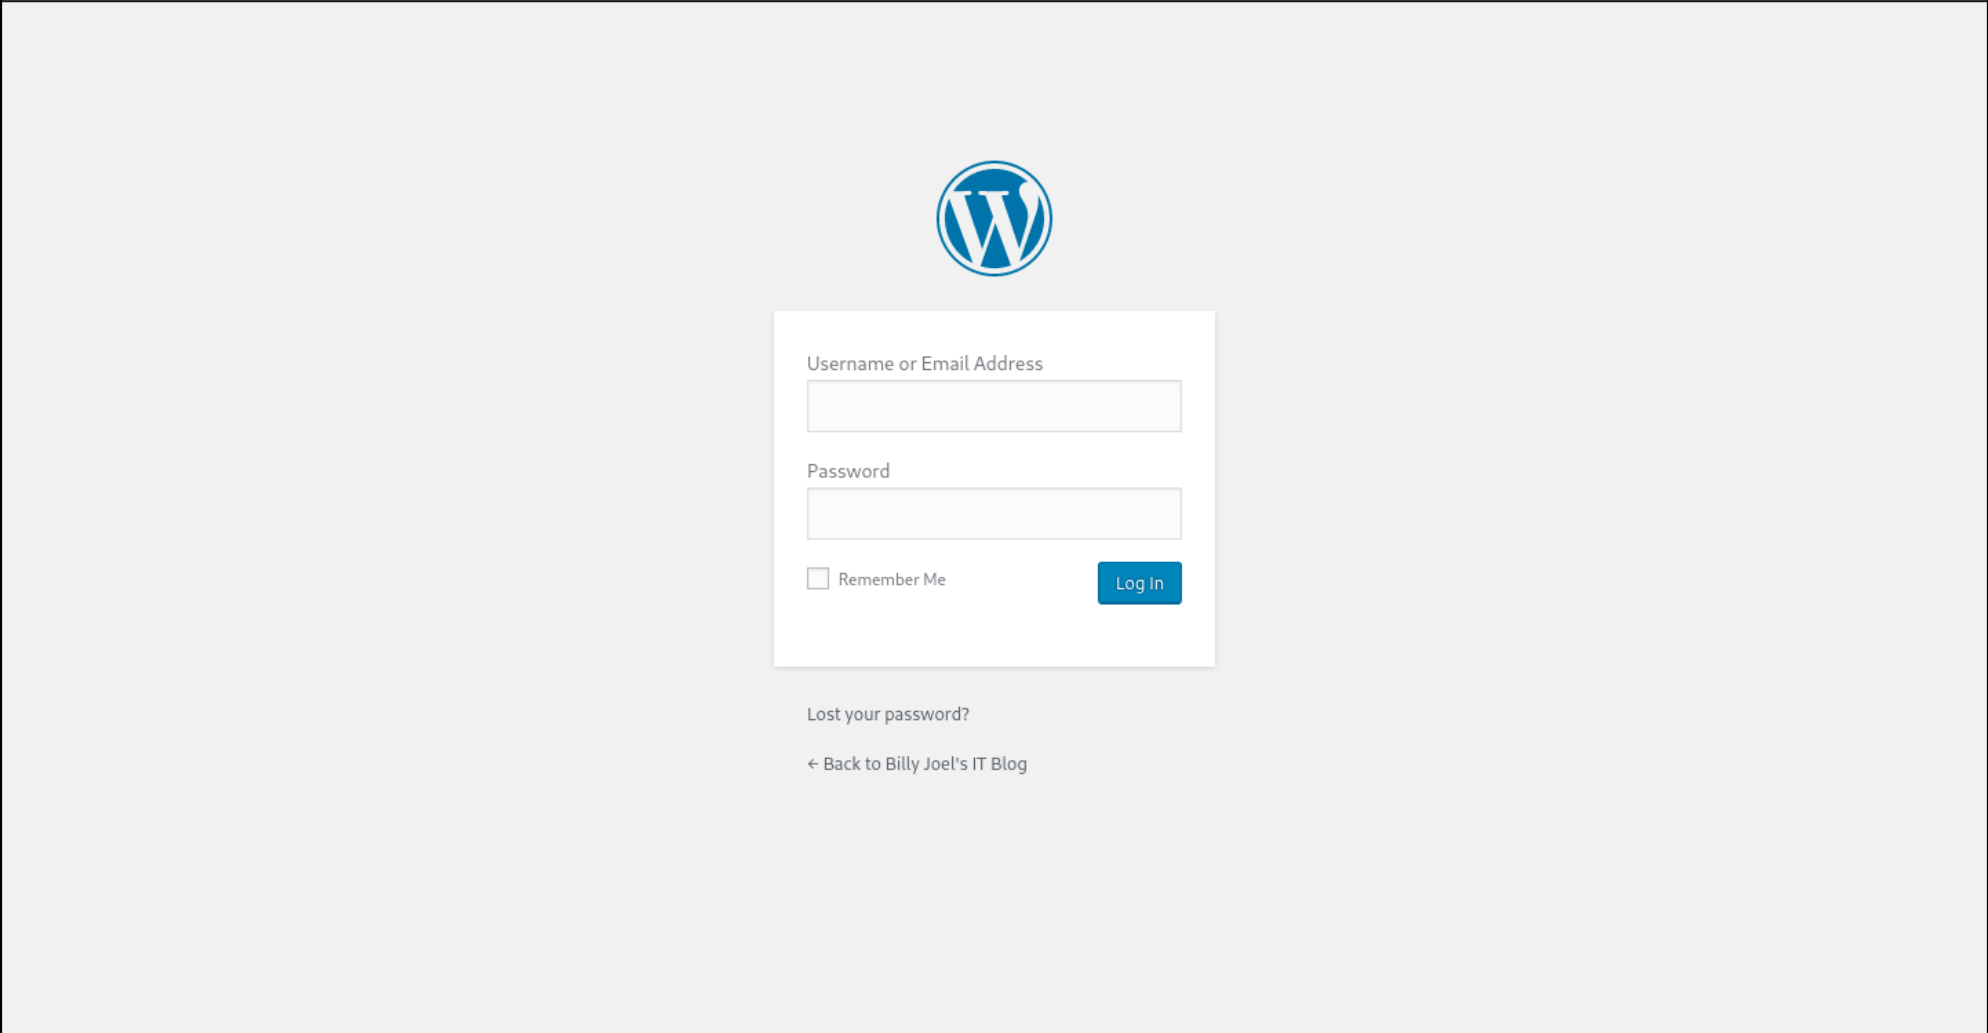 Username or Email Address
Password
Remember Me
Log In
Lost your password?
← Back to Billy Joel's IT Blog